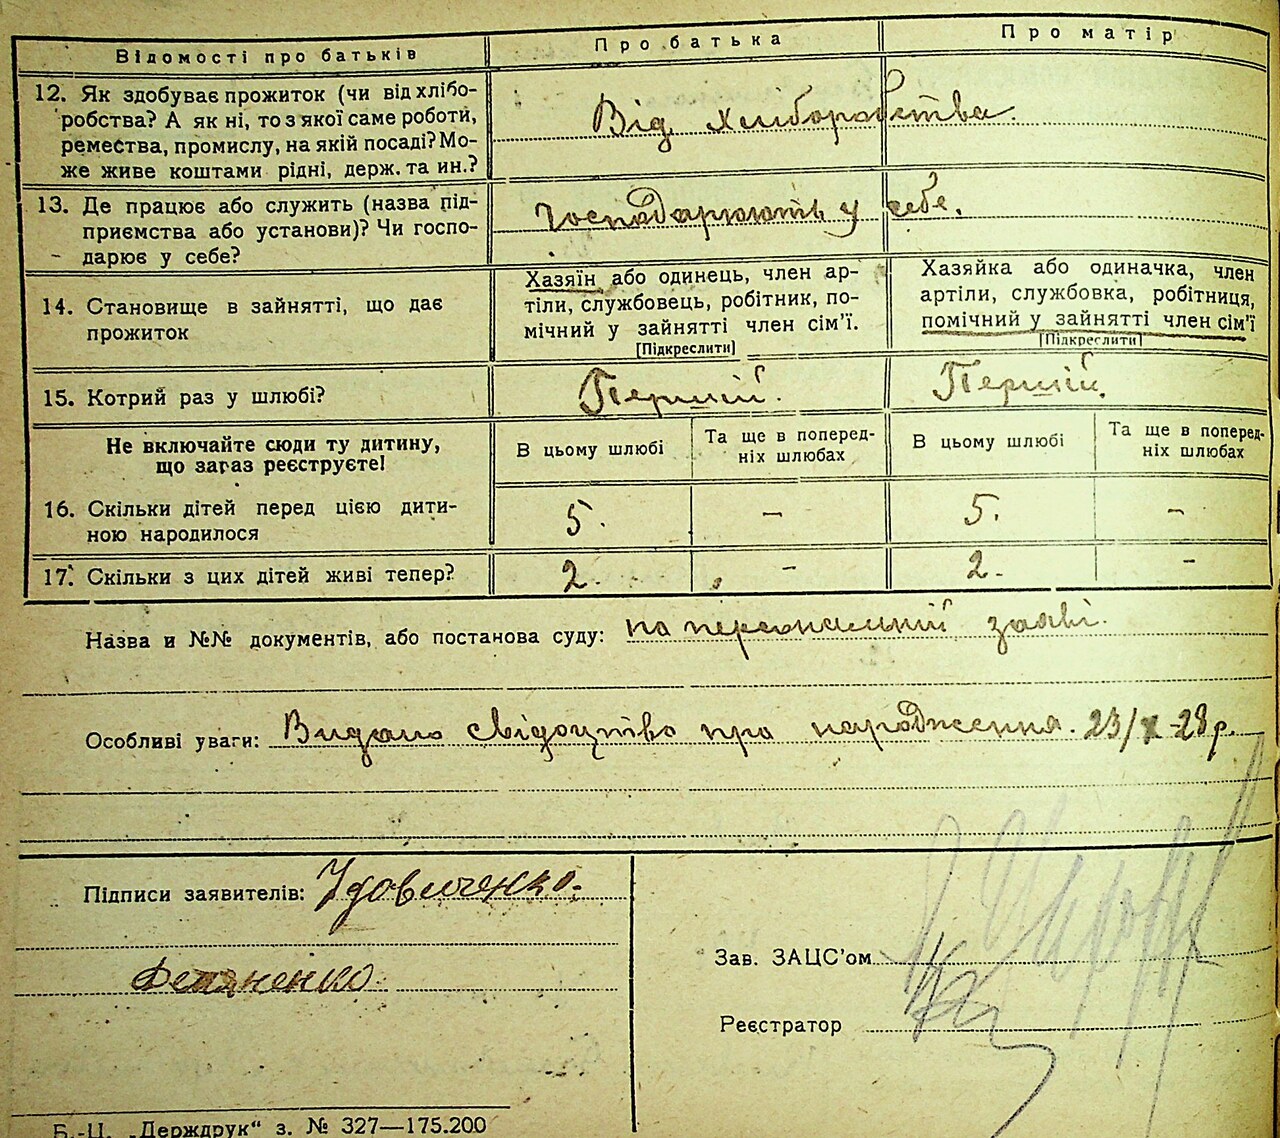 Відомості про батьків
Про батька
Про матір
12. Як здобуває прожиток (чи від хлібо-
робства? А як ні, то з якої саме роботи,
ремества, промислу, на якій посаді? Мо-
же живе коштами рідні, держ. та ин.?
Від хліборобства.
13. Де працює або служить (назва під-
приємства або установи)? Чи госпо-
дарює у себе?
Господарюють у себе.
14. Становище в зайнятті, що дає
прожиток
Хазяїн або одинець, член ар-
тілі, службовець, робітник, по-
мічний у зайнятті член сім'ї.
[Підкреслити]
Хазяйка або одиначка, член
артілі, службовка, робітниця,
помічний у зайнятті член сім'ї
[Підкреслити]
15. Котрий раз у шлюбі?
Перший.
Перший.
Не включайте сюди ту дитину,
що зараз реєструєте!
В цьому шлюбі
Та ще в поперед-
ніх шлюбах
В цьому шлюбі
Та ще в поперед-
ніх шлюбах
16. Скільки дітей перед цією дити-
ною народилося
5. – 5. –
17. Скільки з цих дітей живі тепер?
2. – 2. –
Назва и №№ документів, або постанова суду: по персональній заяві.
Особливі уваги: Видано свідоцтво про народження. 23/X-28 р.
Підписи заявителів: Удовиченко.
Зав. ЗАЦС'ом
Реєстратор
Б.-Ц. „Держдрук“ з. № 327—175.200